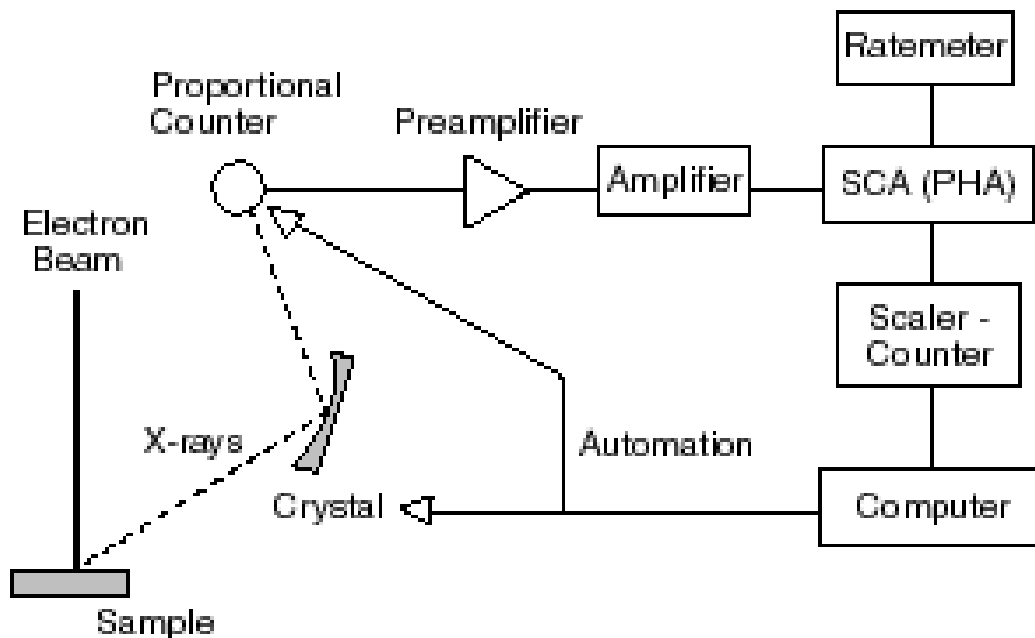 Ratemeter
Proportional
Counter
Preamplifier
Amplifier
SCA (PHA)
Electron
Beam
Scaler -
Counter
X-rays
Automation
Crystal
Computer
Sample